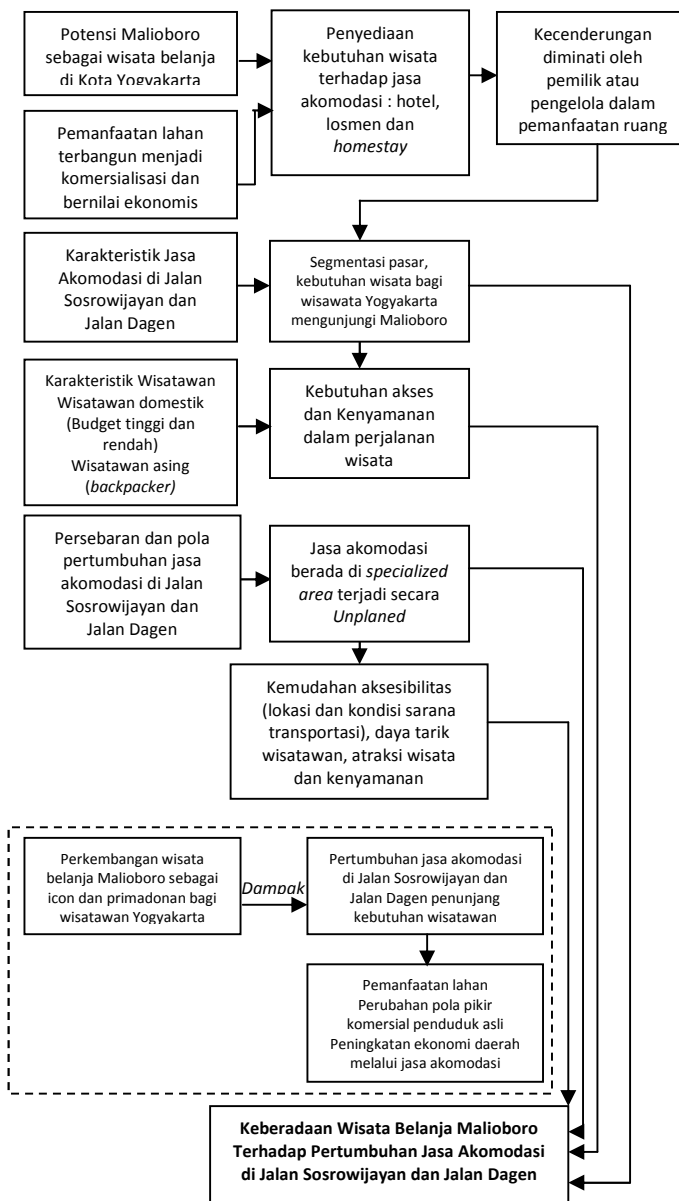 Potensi Malioboro
sebagai wisata belanja
di Kota Yogyakarta
Penyediaan
kebutuhan wisata
terhadap jasa
akomodasi : hotel,
losmen dan
homestay
Kecenderungan
diminati oleh
pemilik atau
pengelola dalam
pemanfaatan ruang
Pemanfaatan lahan
terbangun menjadi
komersialisasi dan
bernilai ekonomis
Karakteristik Jasa
Akomodasi di Jalan
Sosrowijayan dan
Jalan Dagen
Segmentasi pasar,
kebutuhan wisata bagi
wisawata Yogyakarta
mengunjungi Malioboro
Karakteristik Wisatawan
Wisatawan domestik
(Budget tinggi dan
rendah)
Wisatawan asing
(backpacker)
Kebutuhan akses
dan Kenyamanan
dalam perjalanan
wisata
Persebaran dan pola
pertumbuhan jasa
akomodasi di Jalan
Sosrowijayan dan
Jalan Dagen
Jasa akomodasi
berada di specialized
area terjadi secara
Unplaned
Kemudahan aksesibilitas
(lokasi dan kondisi sarana
transportasi), daya tarik
wisatawan, atraksi wisata
dan kenyamanan
Perkembangan wisata
belanja Malioboro sebagai
icon dan primadonan bagi
wisatawan Yogyakarta
Dampak
Pertumbuhan jasa akomodasi
di Jalan Sosrowijayan dan
Jalan Dagen penunjang
kebutuhan wisatawan
Pemanfaatan lahan
Perubahan pola pikir
komersial penduduk asli
Peningkatan ekonomi daerah
melalui jasa akomodasi
Keberadaan Wisata Belanja Malioboro
Terhadap Pertumbuhan Jasa Akomodasi
di Jalan Sosrowijayan dan Jalan Dagen